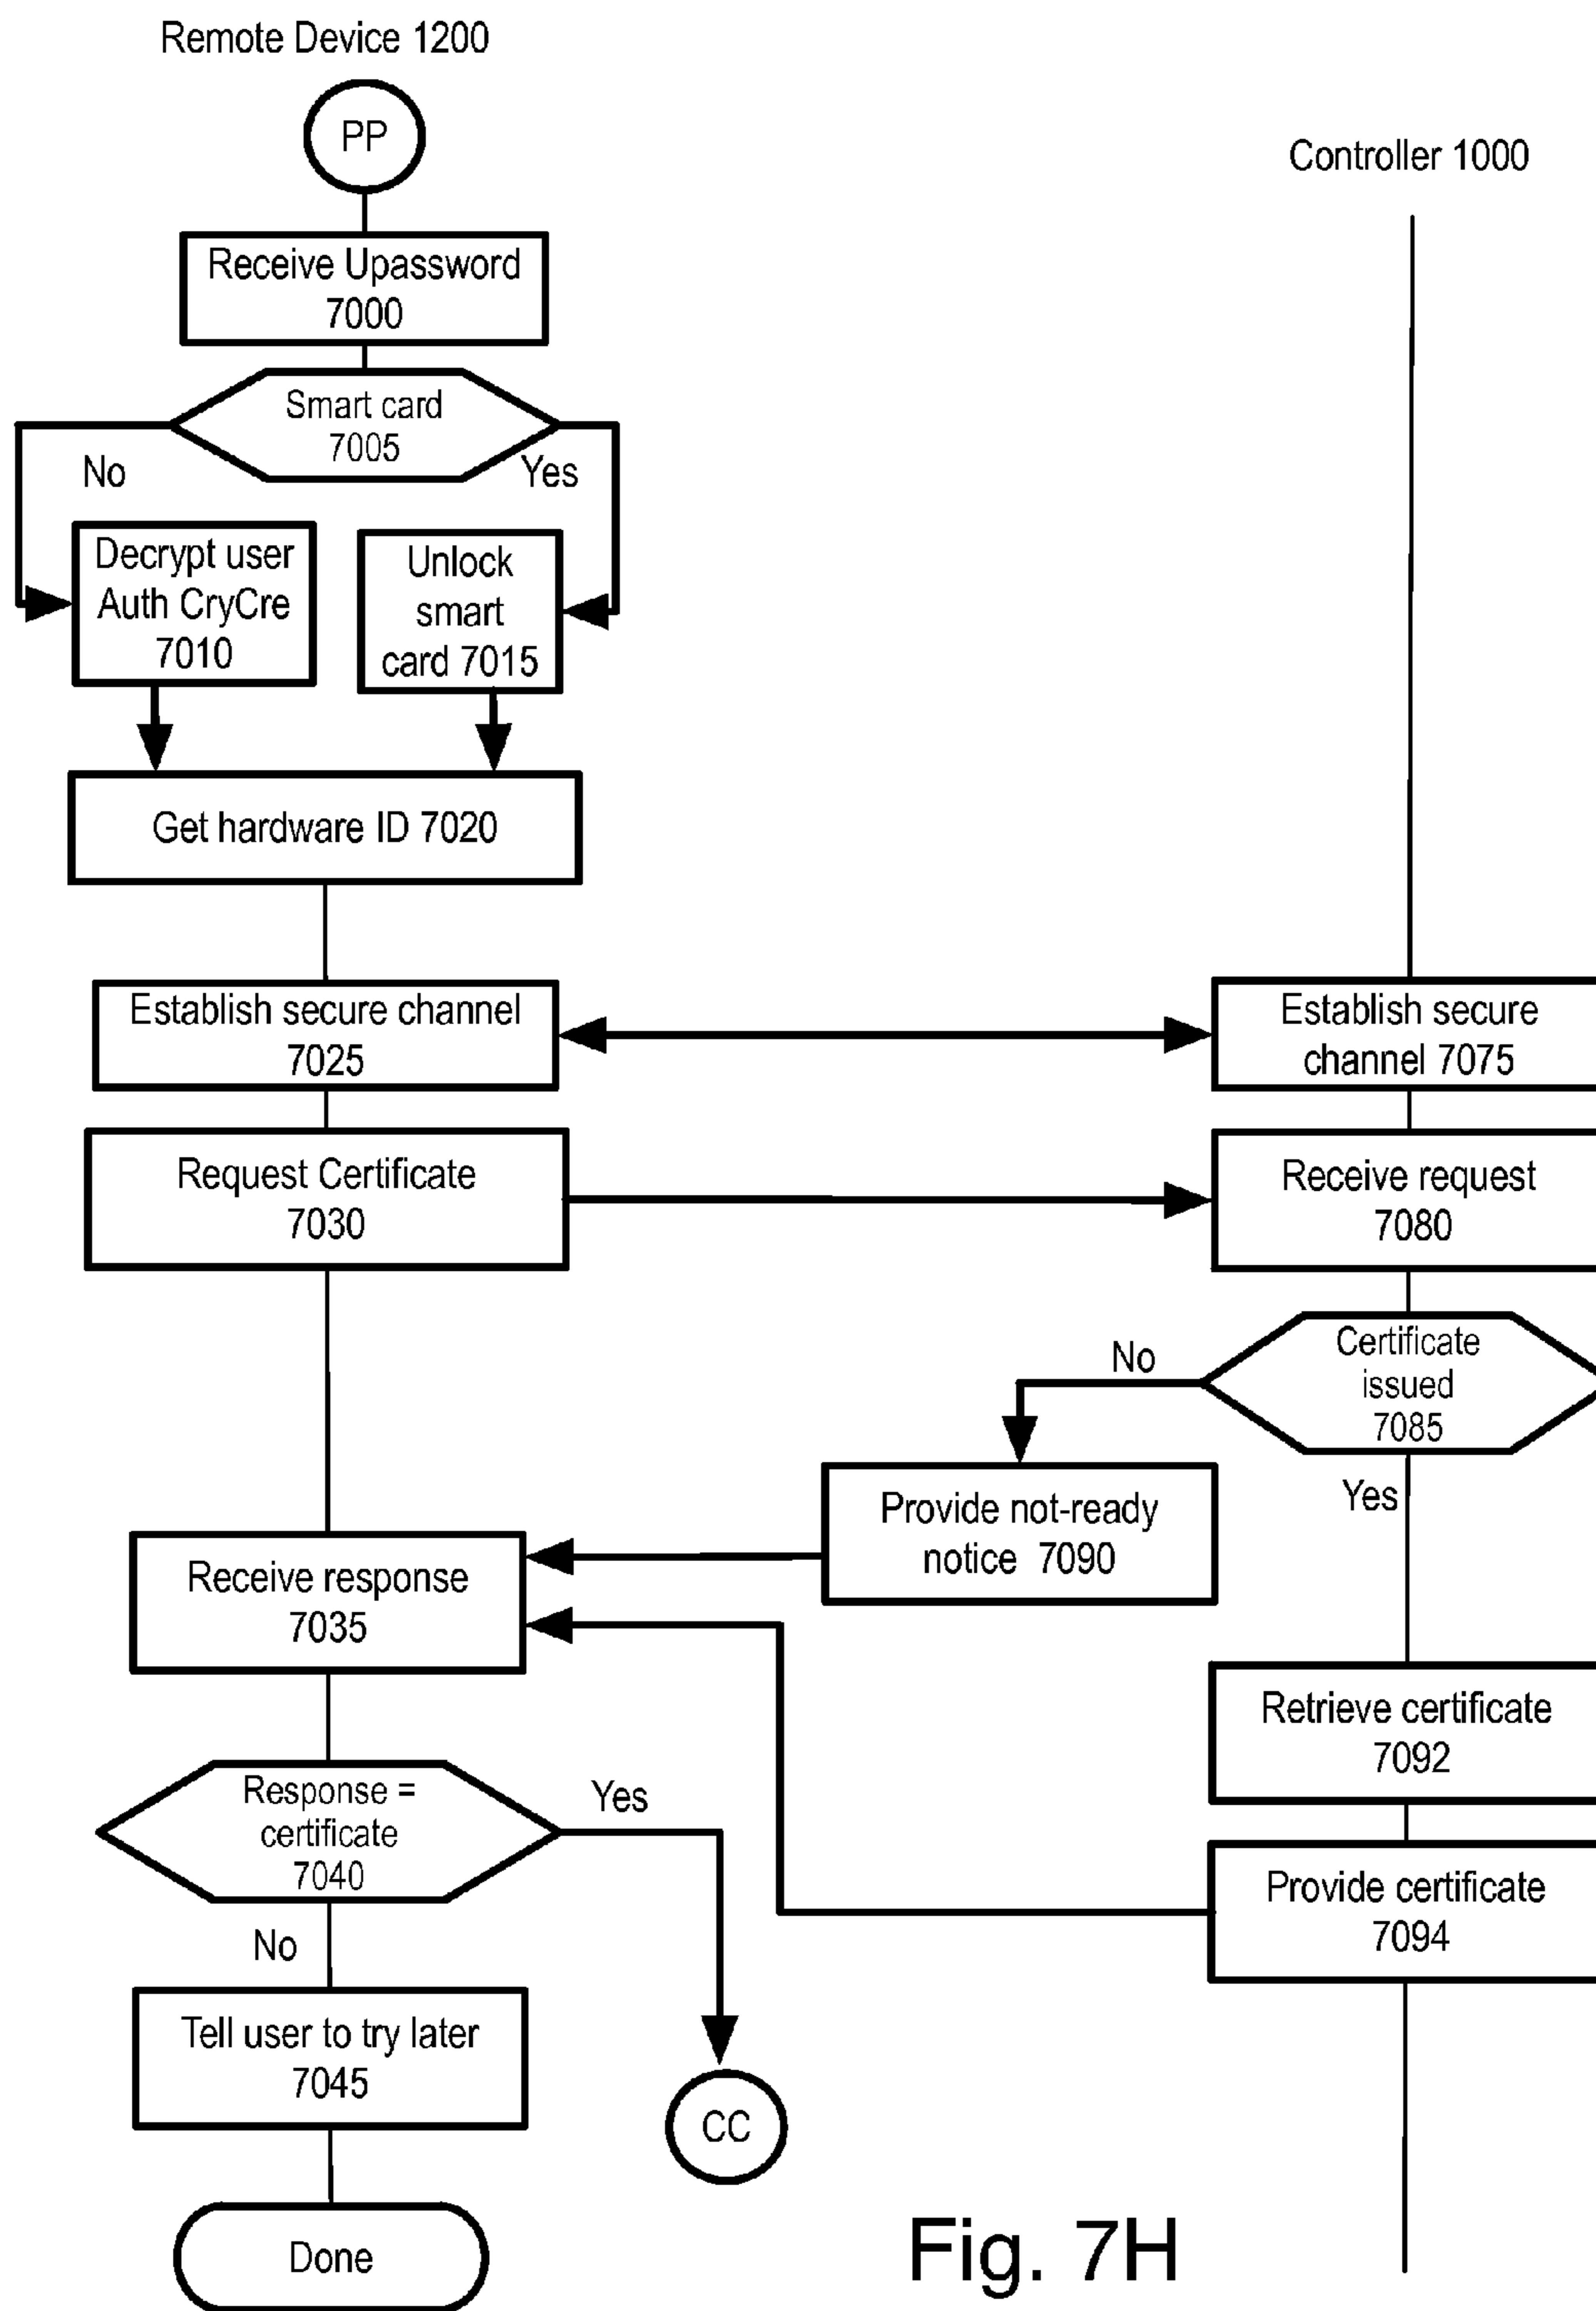 Remote Device 1200
PP
Controller 1000
Receive Upassword
7000
Smart card
7005
No
Yes
Decrypt user
Auth CryCre
7010
Unlock
smart
card 7015
Get hardware ID 7020
Establish secure channel
7025
Establish secure
channel 7075
Request Certificate
7030
Receive request
7080
Certificate
issued
7085
No
Yes
Provide not-ready
notice 7090
Receive response
7035
Retrieve certificate
7092
Response =
certificate
7040
Yes
No
Provide certificate
7094
Tell user to try later
7045
CC
Done
Fig. 7H